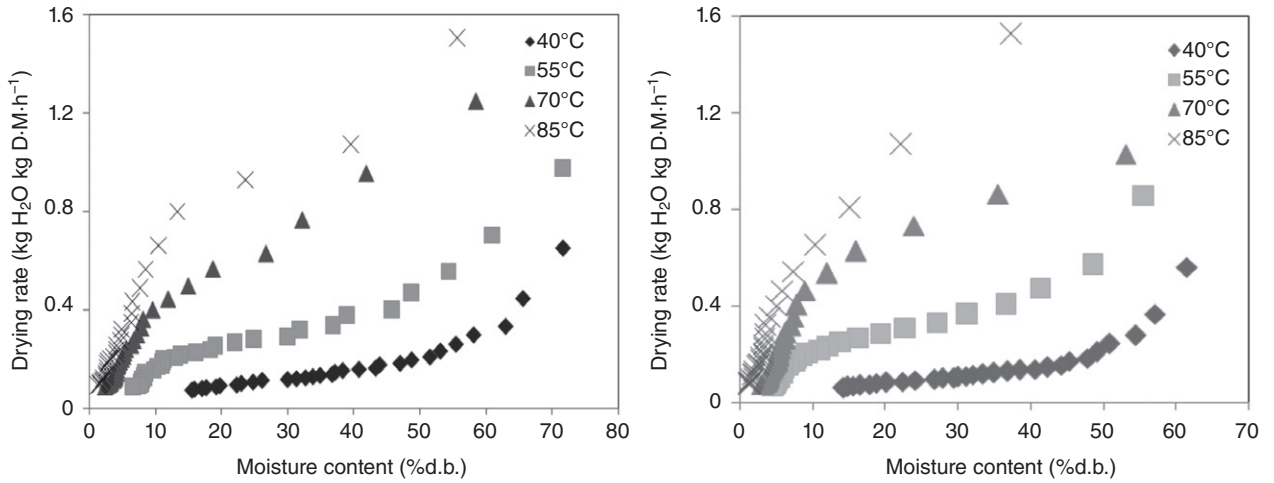 Drying rate (kg H₂O kg D·M·h⁻¹)
1.6
1.2
0.8
0.4
0
0 10 20 30 40 50 60 70 80
Moisture content (%d.b.)
40°C
55°C
70°C
85°C
Drying rate (kg H₂O kg D·M·h⁻¹)
1.6
1.2
0.8
0.4
0
0 10 20 30 40 50 60 70
Moisture content (%d.b.)
40°C
55°C
70°C
85°C